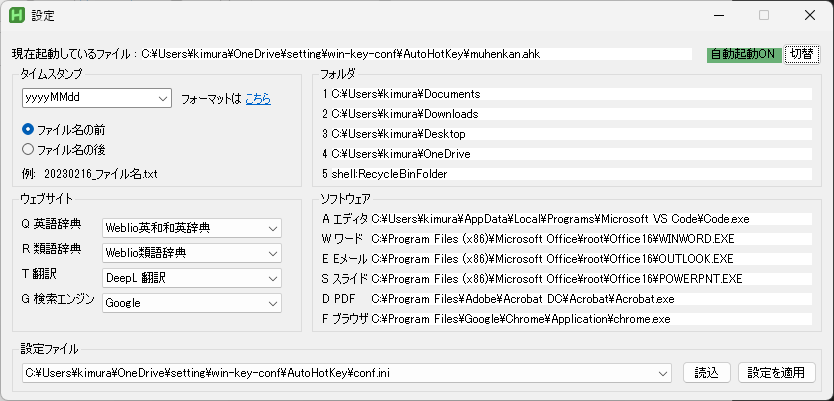 設定
現在起動しているファイル : C:¥Users¥kimura¥OneDrive¥setting¥win-key-conf¥AutoHotKey¥muhenkan.ahk
自動起動ON 切替
タイムスタンプ
yyyyMMdd フォーマットは こちら
ファイル名の前
ファイル名の後
例: 20230216_ファイル名.txt
フォルダ
1 C:¥Users¥kimura¥Documents
2 C:¥Users¥kimura¥Downloads
3 C:¥Users¥kimura¥Desktop
4 C:¥Users¥kimura¥OneDrive
5 shell:RecycleBinFolder
ウェブサイト
Q 英語辞典 Weblio英和和英辞典
R 類語辞典 Weblio類語辞典
T 翻訳 DeepL 翻訳
G 検索エンジン Google
ソフトウェア
A エディタ C:¥Users¥kimura¥AppData¥Local¥Programs¥Microsoft VS Code¥Code.exe
W ワード C:¥Program Files (x86)¥Microsoft Office¥root¥Office16¥WINWORD.EXE
E Eメール C:¥Program Files (x86)¥Microsoft Office¥root¥Office16¥OUTLOOK.EXE
S スライド C:¥Program Files (x86)¥Microsoft Office¥root¥Office16¥POWERPNT.EXE
D PDF C:¥Program Files¥Adobe¥Acrobat DC¥Acrobat¥Acrobat.exe
F ブラウザ C:¥Program Files¥Google¥Chrome¥Application¥chrome.exe
設定ファイル
C:¥Users¥kimura¥OneDrive¥setting¥win-key-conf¥AutoHotKey¥conf.ini 読込 設定を適用